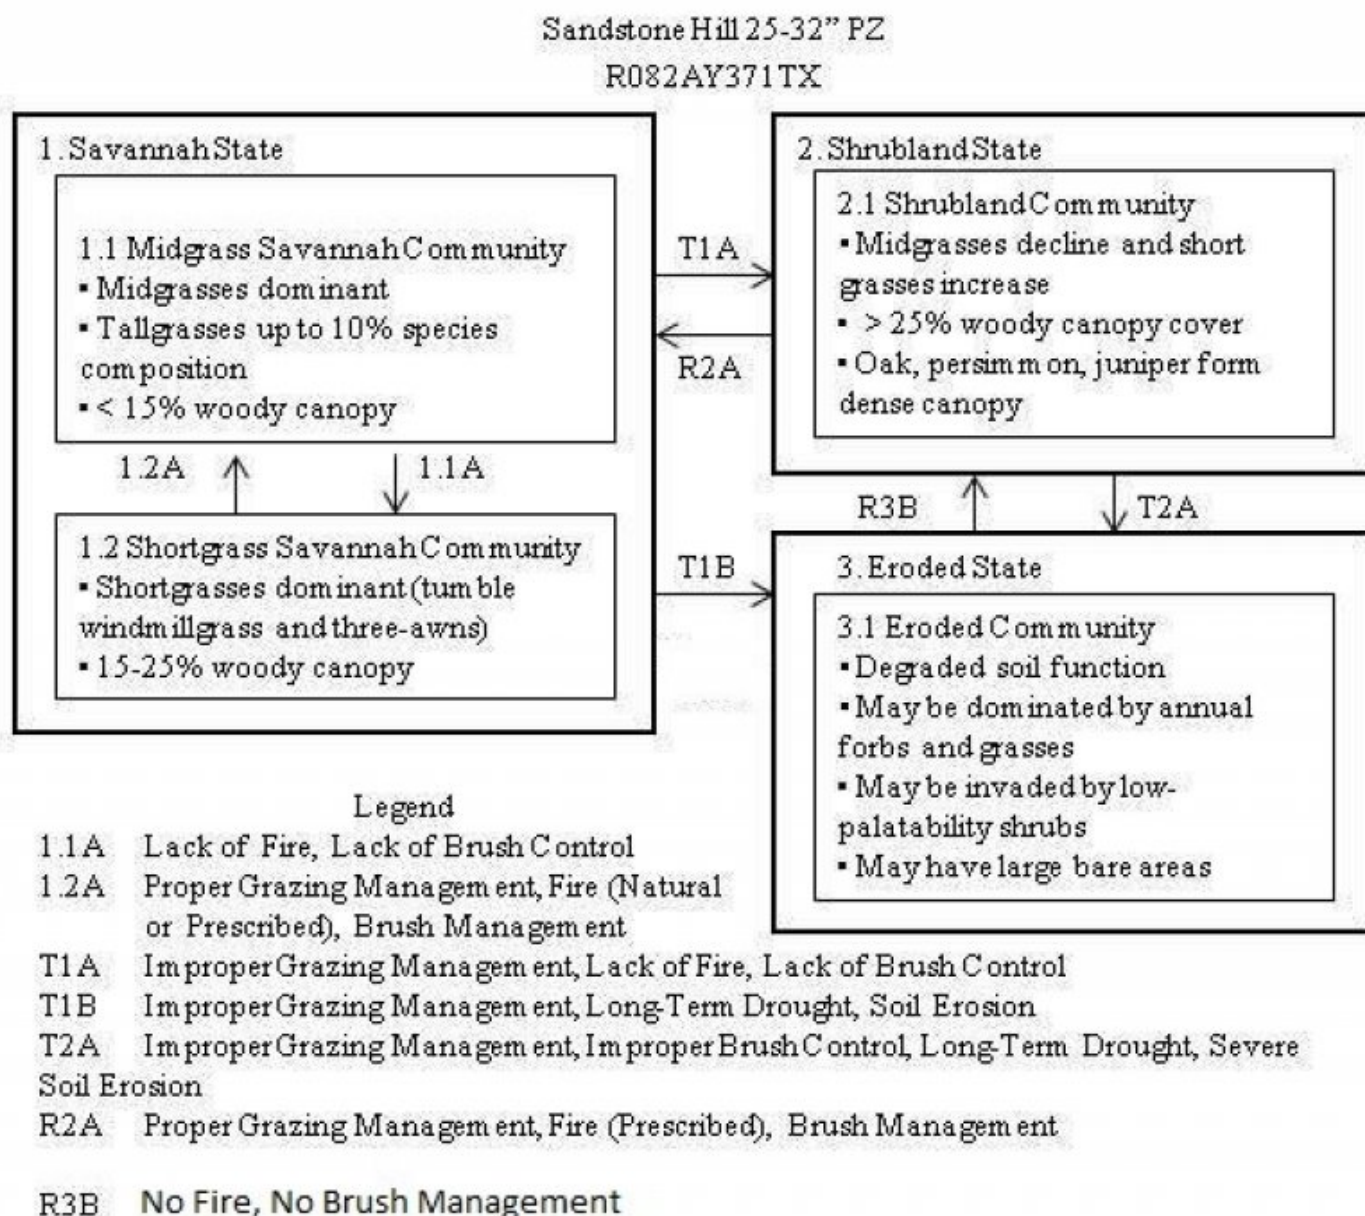 Sandstone Hill 25-32” PZ
R082AY371TX
1. Savannah State
1.1 Midgrass Savannah Community
▪ Midgrasses dominant
▪ Tallgrasses up to 10% species
composition
▪ < 15% woody canopy
1.2A
1.1A
1.2 Shortgrass Savannah Community
▪ Shortgrasses dominant (tumble
windmillgrass and three-awns)
▪ 15-25% woody canopy
T1A
R2A
T1B
2. Shrubland State
2.1 Shrubland Community
▪ Midgrasses decline and short
grasses increase
▪ > 25% woody canopy cover
▪ Oak, persimmon, juniper form
dense canopy
R3B
T2A
3. Eroded State
3.1 Eroded Community
▪ Degraded soil function
▪ May be dominated by annual
forbs and grasses
▪ May be invaded by low-
palatability shrubs
▪ May have large bare areas
Legend
1.1A Lack of Fire, Lack of Brush Control
1.2A Proper Grazing Management, Fire (Natural
or Prescribed), Brush Management
T1A Improper Grazing Management, Lack of Fire, Lack of Brush Control
T1B Improper Grazing Management, Long-Term Drought, Soil Erosion
T2A Improper Grazing Management, Improper Brush Control, Long-Term Drought, Severe
Soil Erosion
R2A Proper Grazing Management, Fire (Prescribed), Brush Management
R3B No Fire, No Brush Management